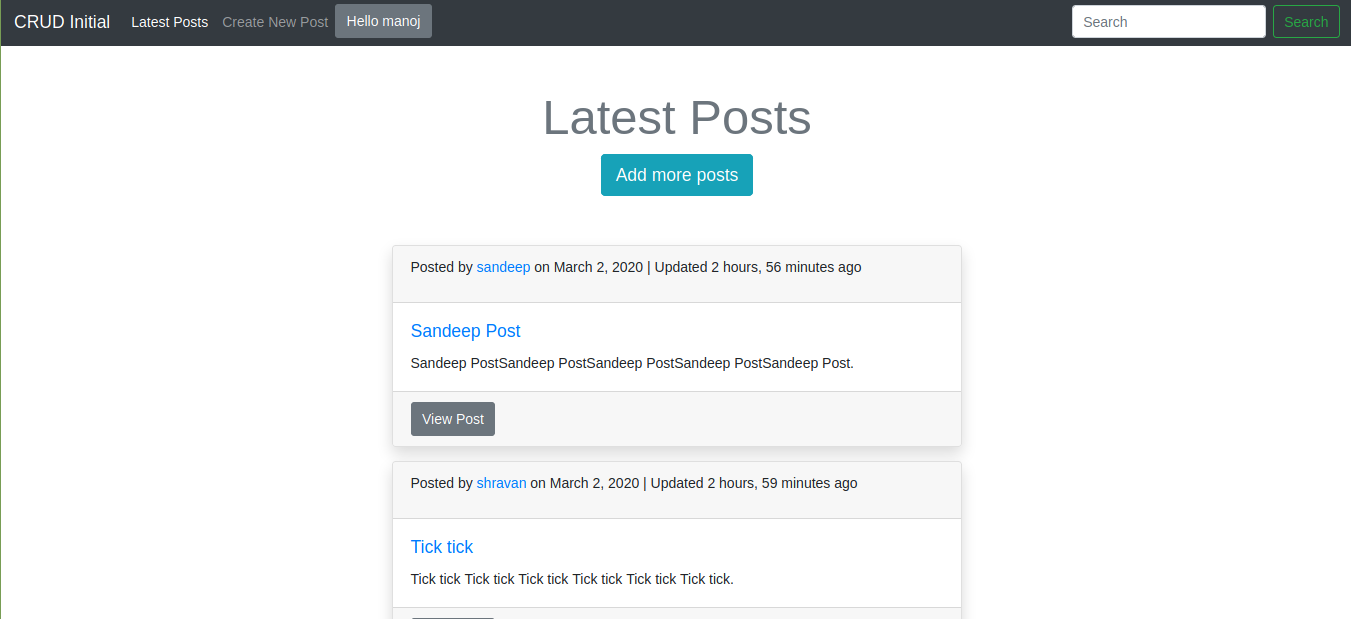 CRUD Initial Latest Posts Create New Post Hello manoj Search Search
Latest Posts
Add more posts
Posted by sandeep on March 2, 2020 | Updated 2 hours, 56 minutes ago
Sandeep Post
Sandeep PostSandeep PostSandeep PostSandeep PostSandeep Post.
View Post
Posted by shravan on March 2, 2020 | Updated 2 hours, 59 minutes ago
Tick tick
Tick tick Tick tick Tick tick Tick tick Tick tick Tick tick.